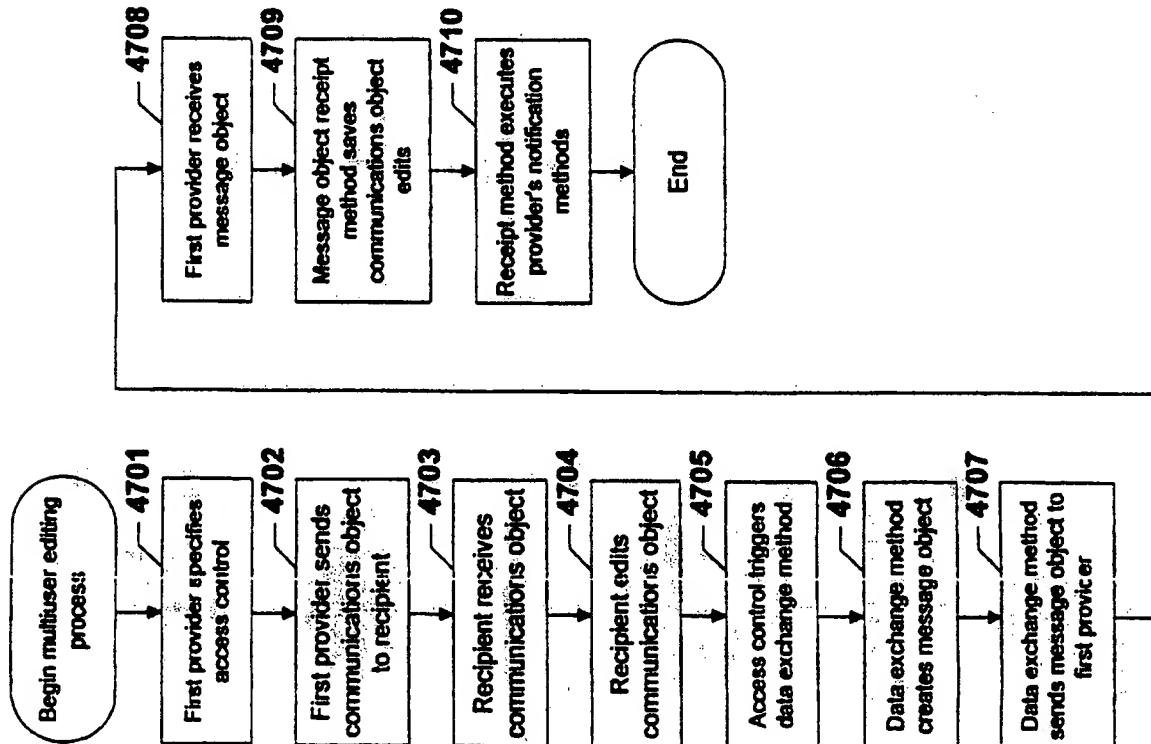 Begin multiuser editing
process
4701
First provider specifies
access control
4702
First provider sends
communications object
to recipient
4703
Recipient receives
communications object
4704
Recipient edits
communications object
4705
Access control triggers
data exchange method
4706
Data exchange method
creates message object
4707
Data exchange method
sends message object to
first provider
4708
First provider receives
message object
4709
Message object receipt
method saves
communications object
edits
4710
Receipt method executes
provider's notification
methods
End